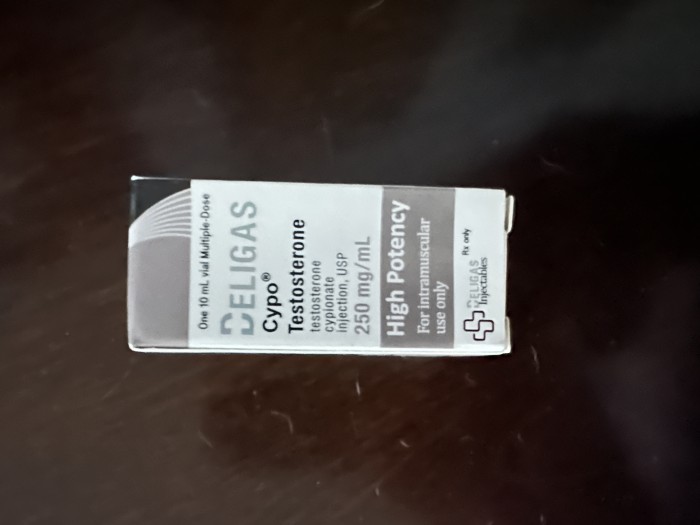 One 10 mL vial Multiple-Dose
DELIGAS
Cypo®
Testosterone
testosterone
cypionate
injection, USP
250 mg/mL
High Potency
For intramuscular
use only
Rx only
DELIGAS
Injectables